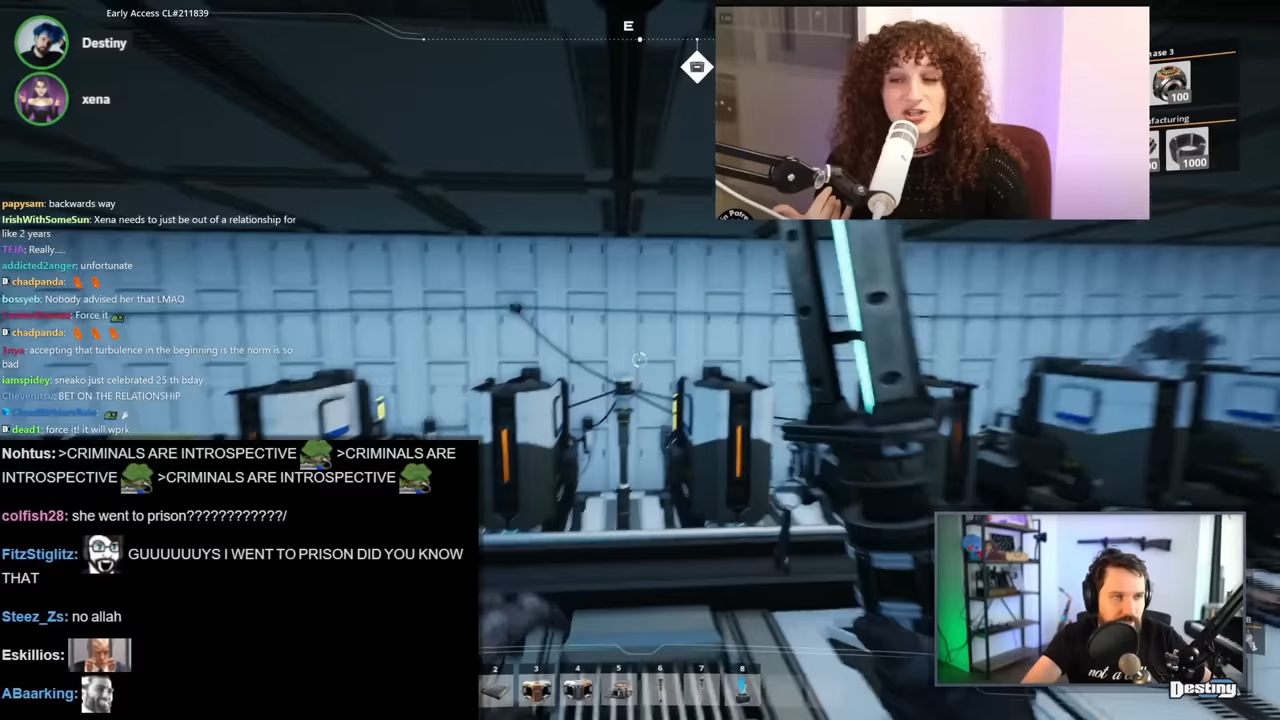 Early Access CL#211839
E
Destiny
xena
ase 3
100
facturing
1000
papysam: backwards way
IrishWithSomeSun: Xena needs to just be out of a relationship for
like 2 years
TFJA: Really....
addicted2anger: unfortunate
chadpanda:
bossyeb: Nobody advised her that LMAO
Force it
chadpanda:
3nya: accepting that turbulence in the beginning is the norm is so
bad
iamspidey: sneako just celebrated 25 th bday
Chevenitsu: BET ON THE RELATIONSHIP
dead1: force it! it will wprk
Nohtus: >CRIMINALS ARE INTROSPECTIVE >CRIMINALS ARE
INTROSPECTIVE >CRIMINALS ARE INTROSPECTIVE
colfish28: she went to prison????????????/
FitzStiglitz: GUUUUUUYS I WENT TO PRISON DID YOU KNOW
THAT
Steez_Zs: no allah
Eskillios:
ABaarking:
2 3 4 5 6 7 8
not a d
Destiny